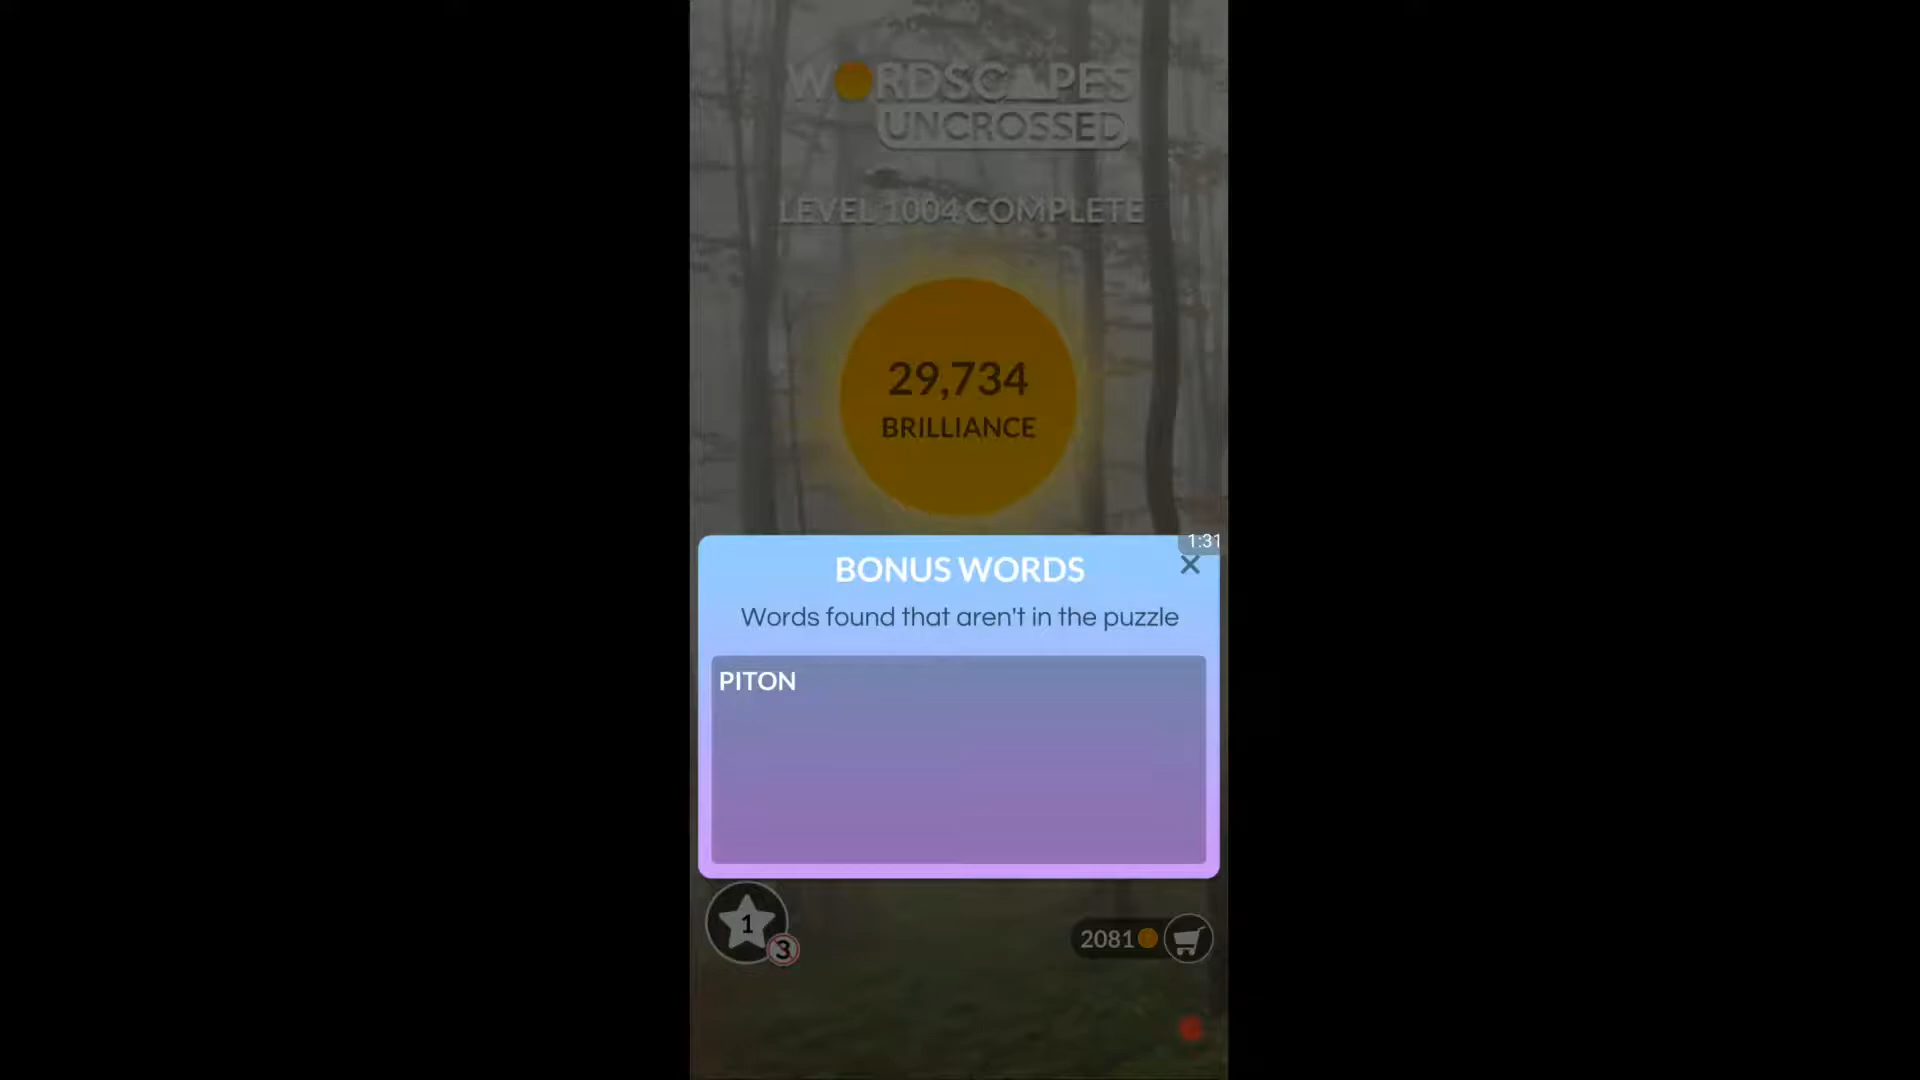 WORDSCAPES
UNCROSSED
LEVEL 1004 COMPLETE
29,734
BRILLIANCE
1:31
BONUS WORDS
Words found that aren't in the puzzle
PITON
1
3
2081